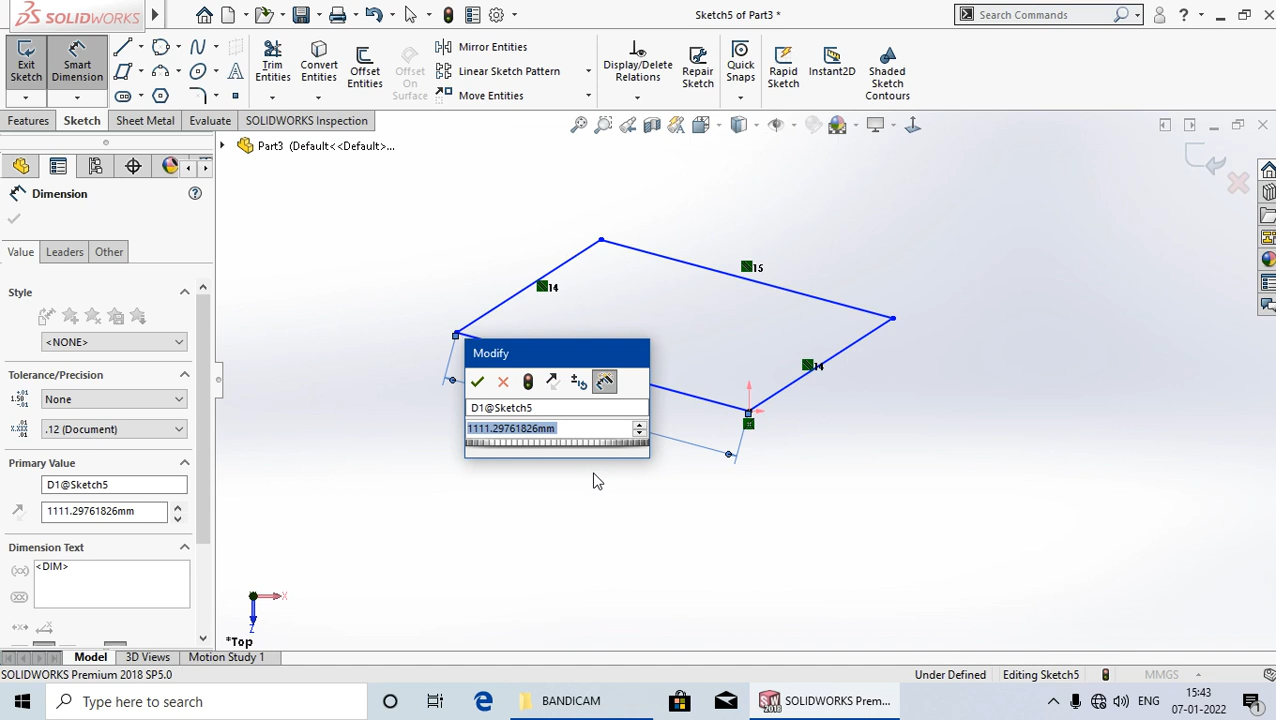 SOLIDWORKS
Sketch5 of Part3 *
Search Commands
?
Exit Sketch
Smart Dimension
Trim Entities
Convert Entities
Offset Entities
Offset On Surface
Mirror Entities
Linear Sketch Pattern
Move Entities
Display/Delete Relations
Repair Sketch
Quick Snaps
Rapid Sketch
Instant2D
Shaded Sketch Contours
Features
Sketch
Sheet Metal
Evaluate
SOLIDWORKS Inspection
Part3 (Default<<Default>...
Dimension
Value
Leaders
Other
Style
<NONE>
Tolerance/Precision
None
.12 (Document)
Primary Value
D1@Sketch5
1111.29761826mm
Dimension Text
<DIM>
15
14
14
Modify
D1@Sketch5
1111.29761826mm
X
Z
*Top
Model
3D Views
Motion Study 1
SOLIDWORKS Premium 2018 SP5.0
Under Defined
Editing Sketch5
MMGS
Type here to search
BANDICAM
SOLIDWORKS Prem...
ENG
15:43
07-01-2022